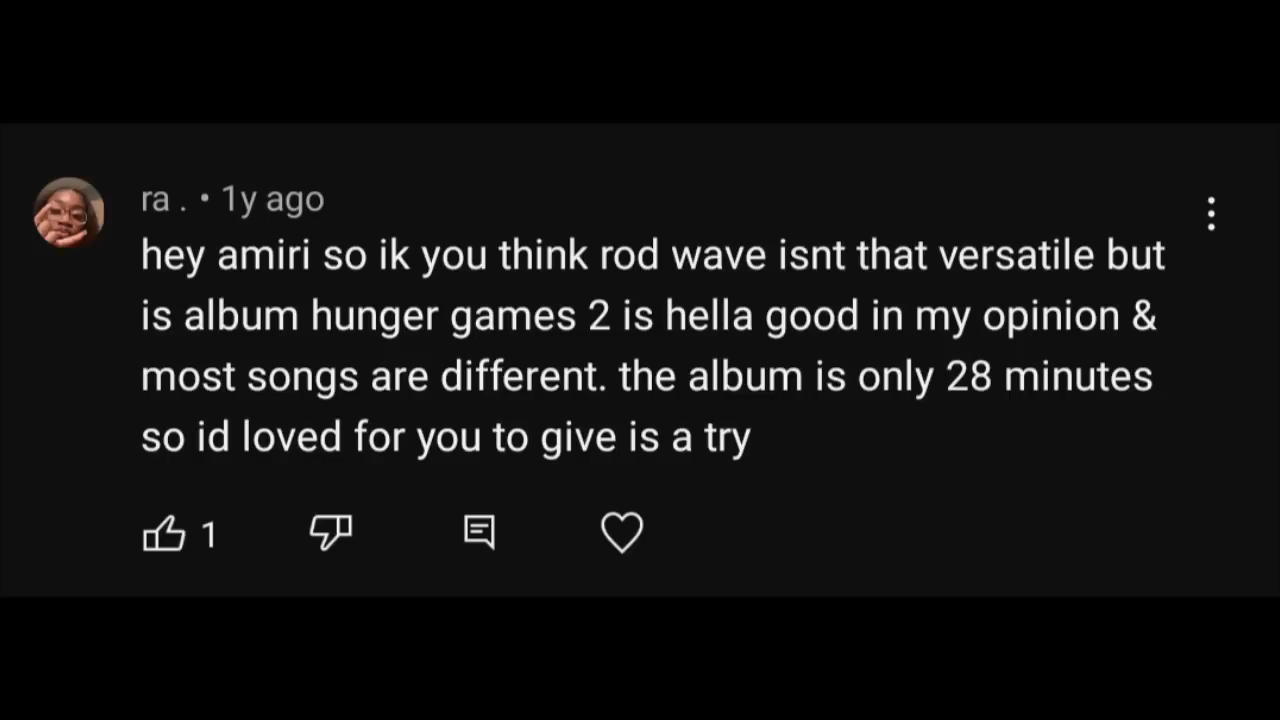 ra . • 1y ago
hey amiri so ik you think rod wave isnt that versatile but
is album hunger games 2 is hella good in my opinion &
most songs are different. the album is only 28 minutes
so id loved for you to give is a try
1